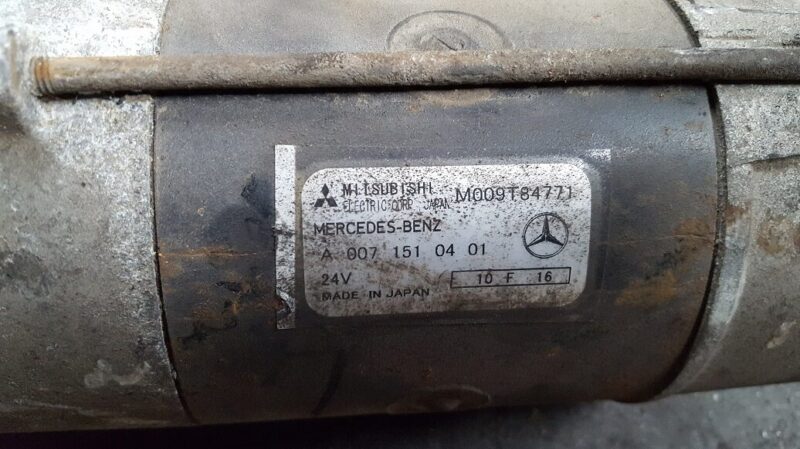 MITSUBISHI
ELECTRIC CORP. JAPAN M009T84771
MERCEDES-BENZ
A 007 151 04 01
24V 10 F 16
MADE IN JAPAN